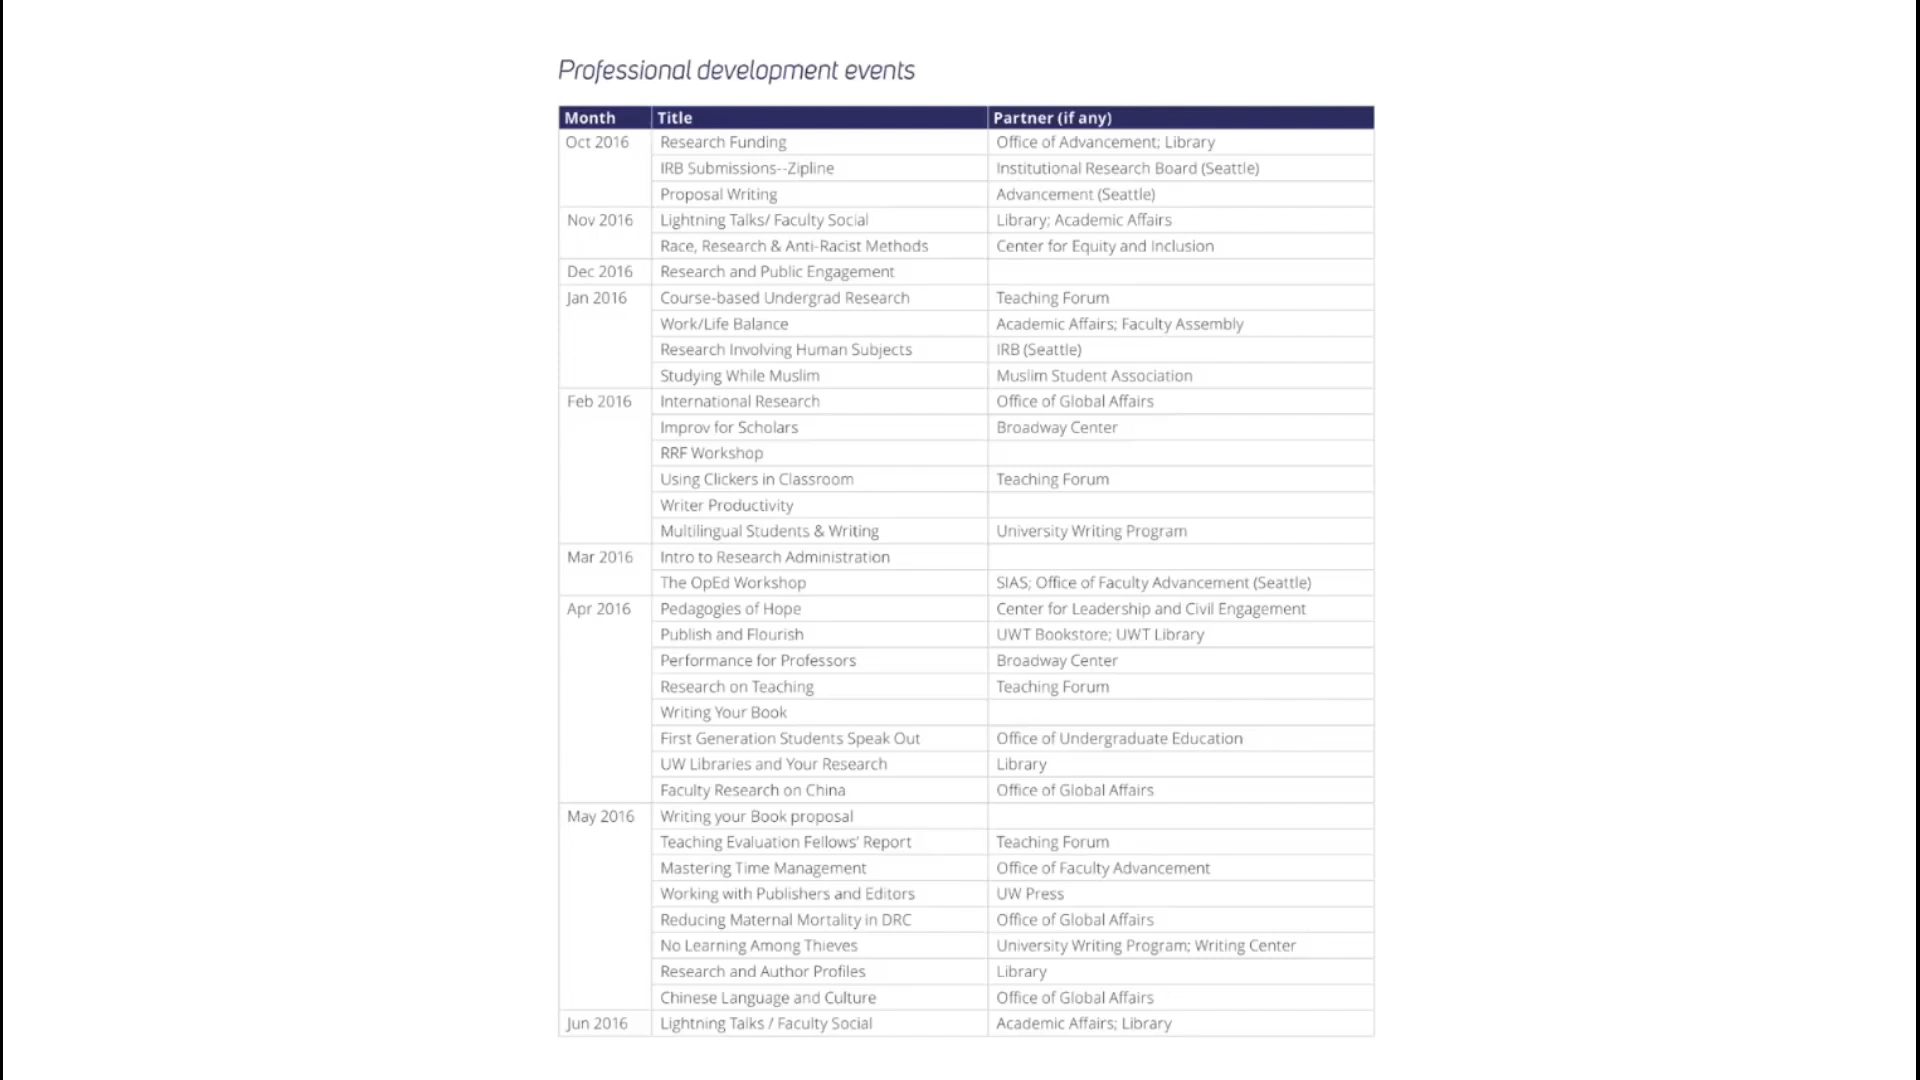 Professional development events
Month Title Partner (if any)
Oct 2016 Research Funding Office of Advancement; Library
IRB Submissions--Zipline Institutional Research Board (Seattle)
Proposal Writing Advancement (Seattle)
Nov 2016 Lightning Talks/ Faculty Social Library; Academic Affairs
Race, Research & Anti-Racist Methods Center for Equity and Inclusion
Dec 2016 Research and Public Engagement
Jan 2016 Course-based Undergrad Research Teaching Forum
Work/Life Balance Academic Affairs; Faculty Assembly
Research Involving Human Subjects IRB (Seattle)
Studying While Muslim Muslim Student Association
Feb 2016 International Research Office of Global Affairs
Improv for Scholars Broadway Center
RRF Workshop
Using Clickers in Classroom Teaching Forum
Writer Productivity
Multilingual Students & Writing University Writing Program
Mar 2016 Intro to Research Administration
The OpEd Workshop SIAS; Office of Faculty Advancement (Seattle)
Apr 2016 Pedagogies of Hope Center for Leadership and Civil Engagement
Publish and Flourish UWT Bookstore; UWT Library
Performance for Professors Broadway Center
Research on Teaching Teaching Forum
Writing Your Book
First Generation Students Speak Out Office of Undergraduate Education
UW Libraries and Your Research Library
Faculty Research on China Office of Global Affairs
May 2016 Writing your Book proposal
Teaching Evaluation Fellows’ Report Teaching Forum
Mastering Time Management Office of Faculty Advancement
Working with Publishers and Editors UW Press
Reducing Maternal Mortality in DRC Office of Global Affairs
No Learning Among Thieves University Writing Program; Writing Center
Research and Author Profiles Library
Chinese Language and Culture Office of Global Affairs
Jun 2016 Lightning Talks / Faculty Social Academic Affairs; Library